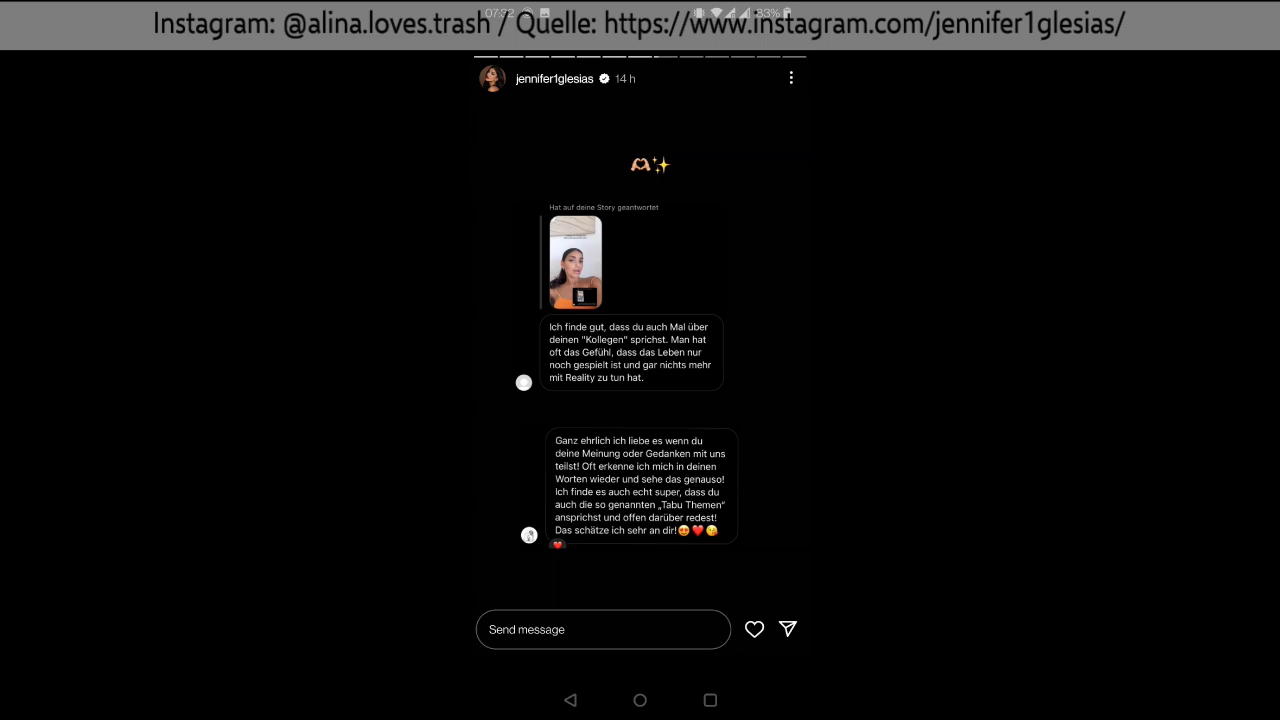 07:32 83%
Instagram: @alina.loves.trash / Quelle: https://www.instagram.com/jennifer1glesias/
jennifer1glesias 14 h
Hat auf deine Story geantwortet
Ich finde gut, dass du auch Mal über
deinen "Kollegen" sprichst. Man hat
oft das Gefühl, dass das Leben nur
noch gespielt ist und gar nichts mehr
mit Reality zu tun hat.
Ganz ehrlich ich liebe es wenn du
deine Meinung oder Gedanken mit uns
teilst! Oft erkenne ich mich in deinen
Worten wieder und sehe das genauso!
Ich finde es auch echt super, dass du
auch die so genannten „Tabu Themen“
ansprichst und offen darüber redest!
Das schätze ich sehr an dir!😍❤️😘
Send message